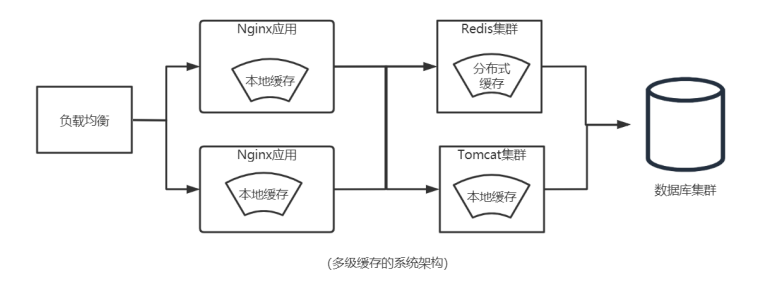 负载均衡
Nginx应用
本地缓存
Nginx应用
本地缓存
Redis集群
分布式
缓存
Tomcat集群
本地缓存
数据库集群
(多级缓存的系统架构)